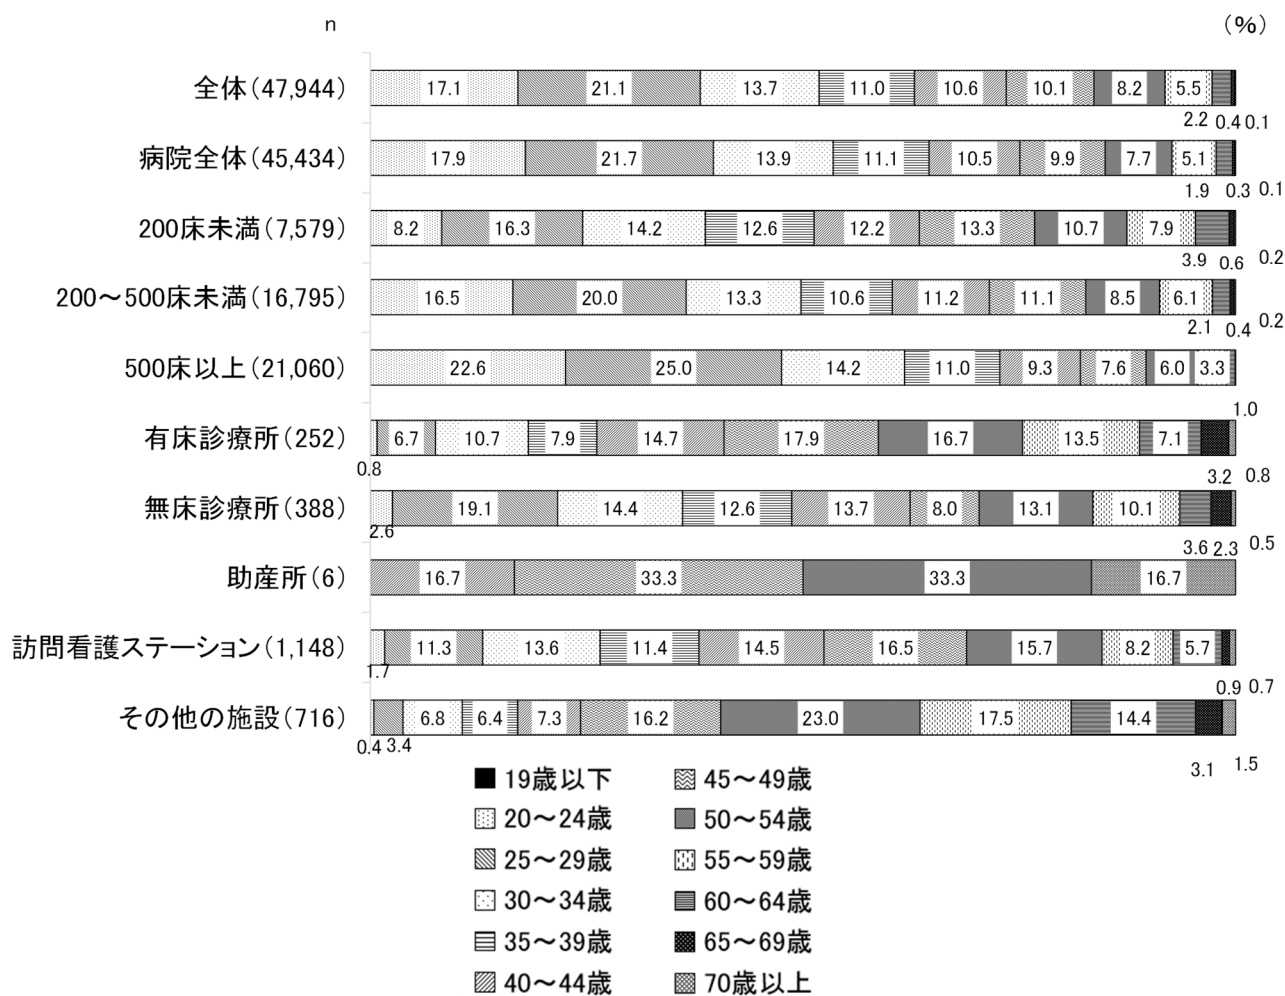 n （％）
全体（47,944） 17.1 21.1 13.7 11.0 10.6 10.1 8.2 5.5
2.2 0.4 0.1
病院全体（45,434） 17.9 21.7 13.9 11.1 10.5 9.9 7.7 5.1
1.9 0.3 0.1
200床未満（7,579） 8.2 16.3 14.2 12.6 12.2 13.3 10.7 7.9
3.9 0.6 0.2
200～500床未満（16,795） 16.5 20.0 13.3 10.6 11.2 11.1 8.5 6.1
2.1 0.4 0.2
500床以上（21,060） 22.6 25.0 14.2 11.0 9.3 7.6 6.0 3.3
1.0
有床診療所（252） 6.7 10.7 7.9 14.7 17.9 16.7 13.5 7.1
0.8 3.2 0.8
無床診療所（388） 19.1 14.4 12.6 13.7 8.0 13.1 10.1
2.6 3.6 2.3 0.5
助産所（6） 16.7 33.3 33.3 16.7
訪問看護ステーション（1,148） 11.3 13.6 11.4 14.5 16.5 15.7 8.2 5.7
1.7 0.9 0.7
その他の施設（716） 6.8 6.4 7.3 16.2 23.0 17.5 14.4
0.4 3.4 3.1 1.5
19歳以下 45～49歳
20～24歳 50～54歳
25～29歳 55～59歳
30～34歳 60～64歳
35～39歳 65～69歳
40～44歳 70歳以上